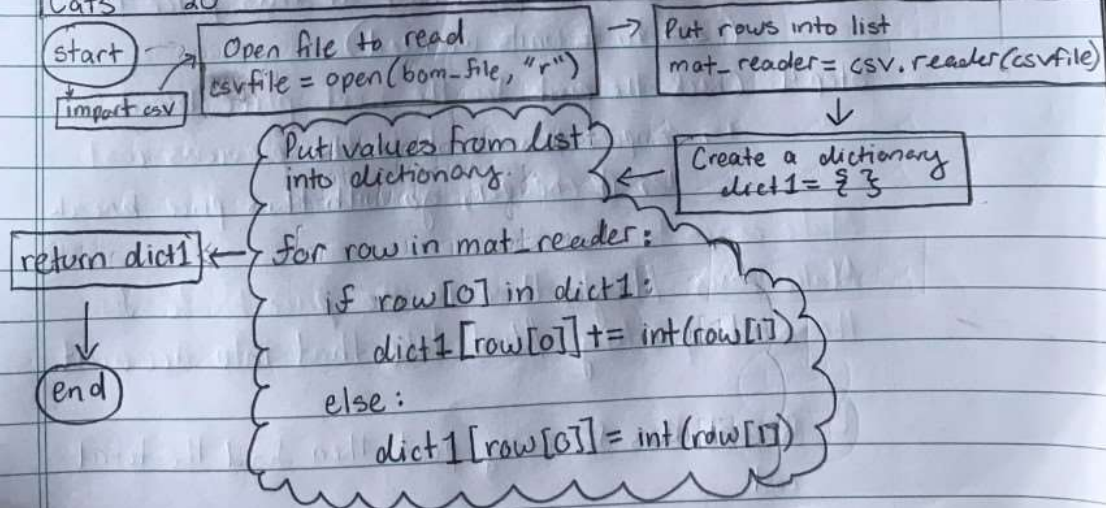 Cats 20
start
import csv
Open file to read
csvfile = open(bom_file, "r")
Put rows into list
mat_reader = csv.reader(csvfile)
Create a dictionary
dict1 = { }
Put values from list
into dictionary.
for row in mat_reader:
if row[0] in dict1:
dict1[row[0]] += int(row[1])
else:
dict1[row[0]] = int(row[1])
return dict1
end